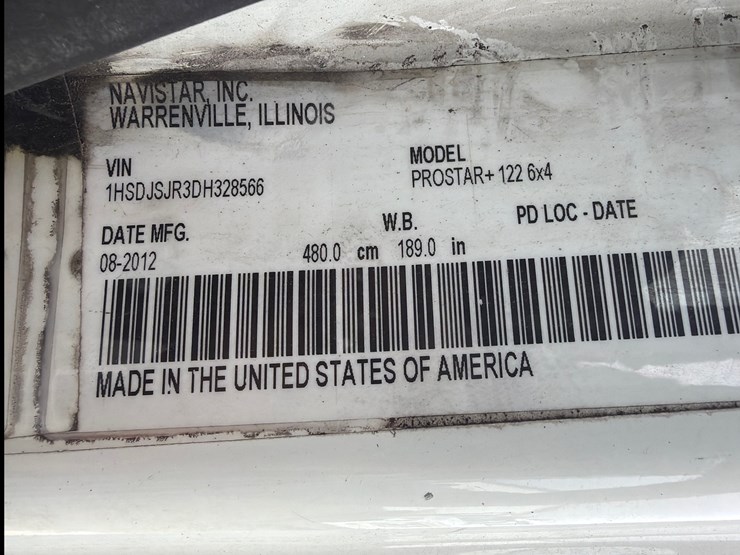 NAVISTAR, INC.
WARRENVILLE, ILLINOIS
VIN
1HSDJSJR3DH328566
MODEL
PROSTAR+ 122 6x4
DATE MFG.
08-2012
W.B.
480.0 cm 189.0 in
PD LOC - DATE
MADE IN THE UNITED STATES OF AMERICA